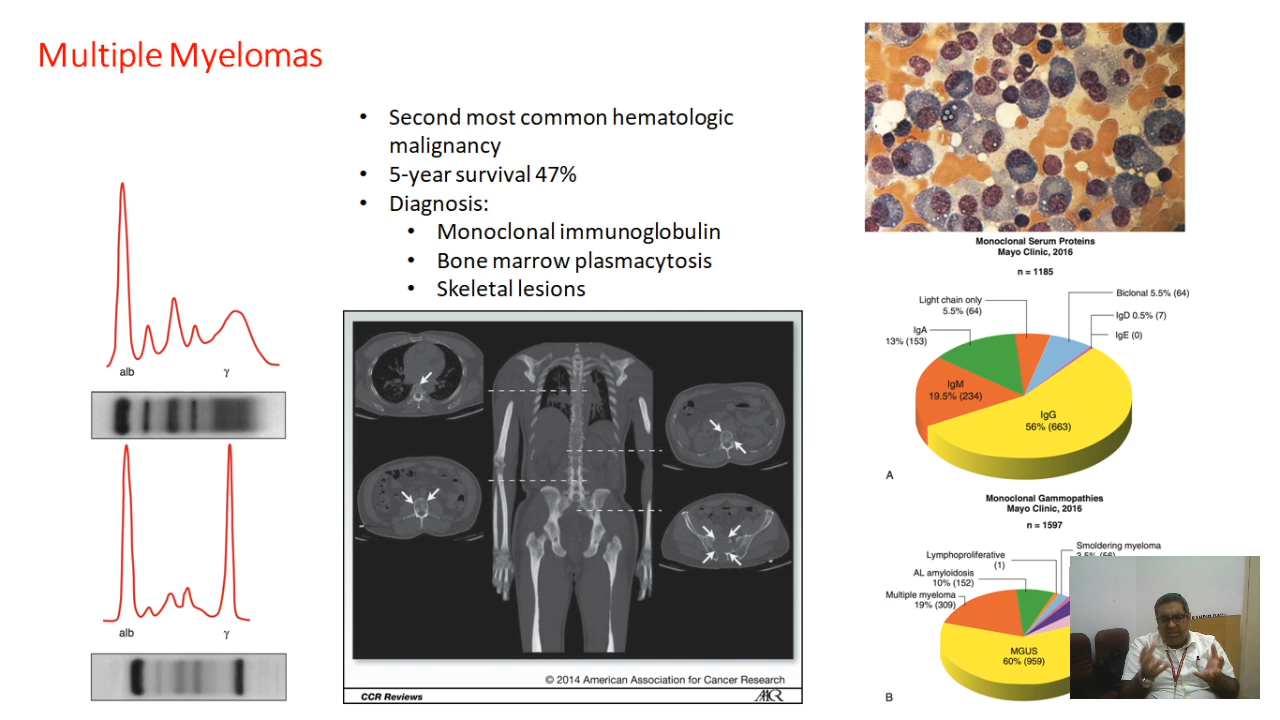 Multiple Myelomas
• Second most common hematologic
malignancy
• 5-year survival 47%
• Diagnosis:
• Monoclonal immunoglobulin
• Bone marrow plasmacytosis
• Skeletal lesions
alb γ
alb γ
© 2014 American Association for Cancer Research
CCR Reviews AACR
Monoclonal Serum Proteins
Mayo Clinic, 2016
n = 1185
Light chain only
5.5% (64)
Biclonal 5.5% (64)
IgD 0.5% (7)
IgE (0)
IgA
13% (153)
IgM
19.5% (234)
IgG
56% (663)
A
Monoclonal Gammopathies
Mayo Clinic, 2016
n = 1597
Smoldering myeloma
Lymphoproliferative
(1)
AL amyloidosis
10% (152)
Multiple myeloma
19% (309)
MGUS
60% (959)
B